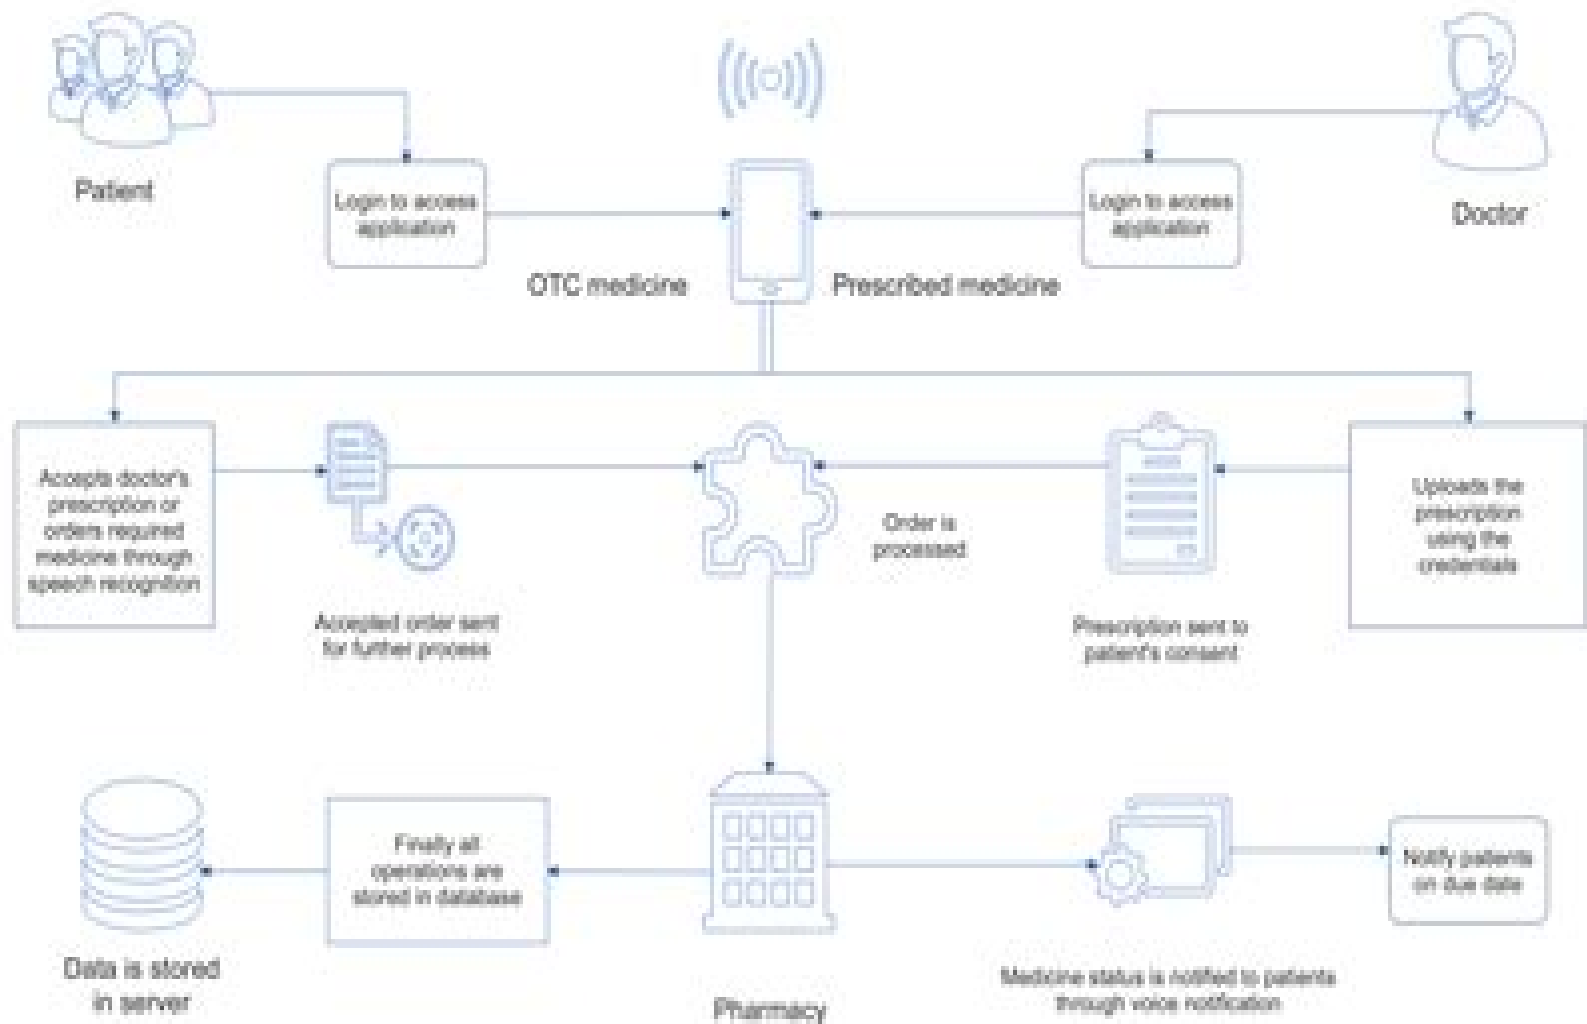 Patient
Login to access
application
Login to access
application
Doctor
OTC medicine
Prescribed medicine
Accepts doctor's
prescription or
orders required
medicine through
speech recognition
Accepted order sent
for further process
Order is
processed
Prescription sent to
patient's consent
Uploads the
prescription
using the
credentials
Data is stored
in server
Finally all
operations are
stored in database
Pharmacy
Medicine status is notified to patients
through voice notification
Notify patients
on due date